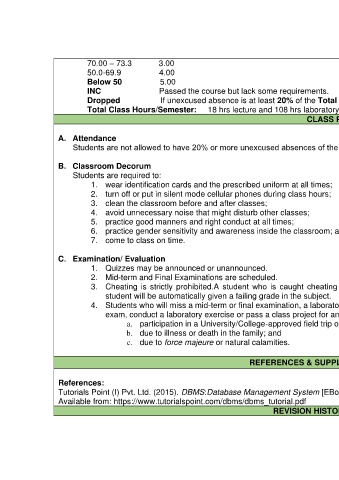 70.00 – 73.3 3.00
50.0-69.9 4.00
Below 50 5.00
INC Passed the course but lack some requirements.
Dropped If unexcused absence is at least 20% of the Total
Total Class Hours/Semester: 18 hrs lecture and 108 hrs laboratory
CLASS
A. Attendance
Students are not allowed to have 20% or more unexcused absences of the
B. Classroom Decorum
Students are required to:
1. wear identification cards and the prescribed uniform at all times;
2. turn off or put in silent mode cellular phones during class hours;
3. clean the classroom before and after classes;
4. avoid unnecessary noise that might disturb other classes;
5. practice good manners and right conduct at all times;
6. practice gender sensitivity and awareness inside the classroom; a
7. come to class on time.
C. Examination/ Evaluation
1. Quizzes may be announced or unannounced.
2. Mid-term and Final Examinations are scheduled.
3. Cheating is strictly prohibited.A student who is caught cheating
student will be automatically given a failing grade in the subject.
4. Students who will miss a mid-term or final examination, a laborato
exam, conduct a laboratory exercise or pass a class project for an
a. participation in a University/College-approved field trip o
b. due to illness or death in the family; and
c. due to force majeure or natural calamities.
REFERENCES & SUPPL
References:
Tutorials Point (I) Pvt. Ltd. (2015). DBMS:Database Management System [EBo
Available from: https://www.tutorialspoint.com/dbms/dbms_tutorial.pdf
REVISION HISTO